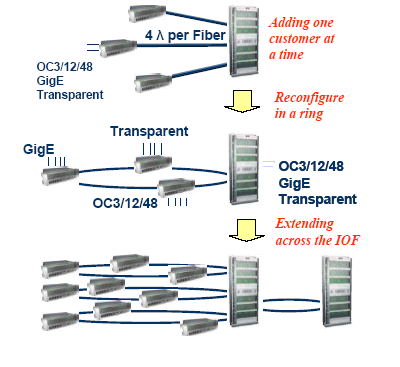 Adding one
customer at
a time
4 λ per Fiber
OC3/12/48
GigE
Transparent
Reconfigure
in a ring
Transparent
GigE
OC3/12/48
GigE
Transparent
OC3/12/48
Extending
across the IOF